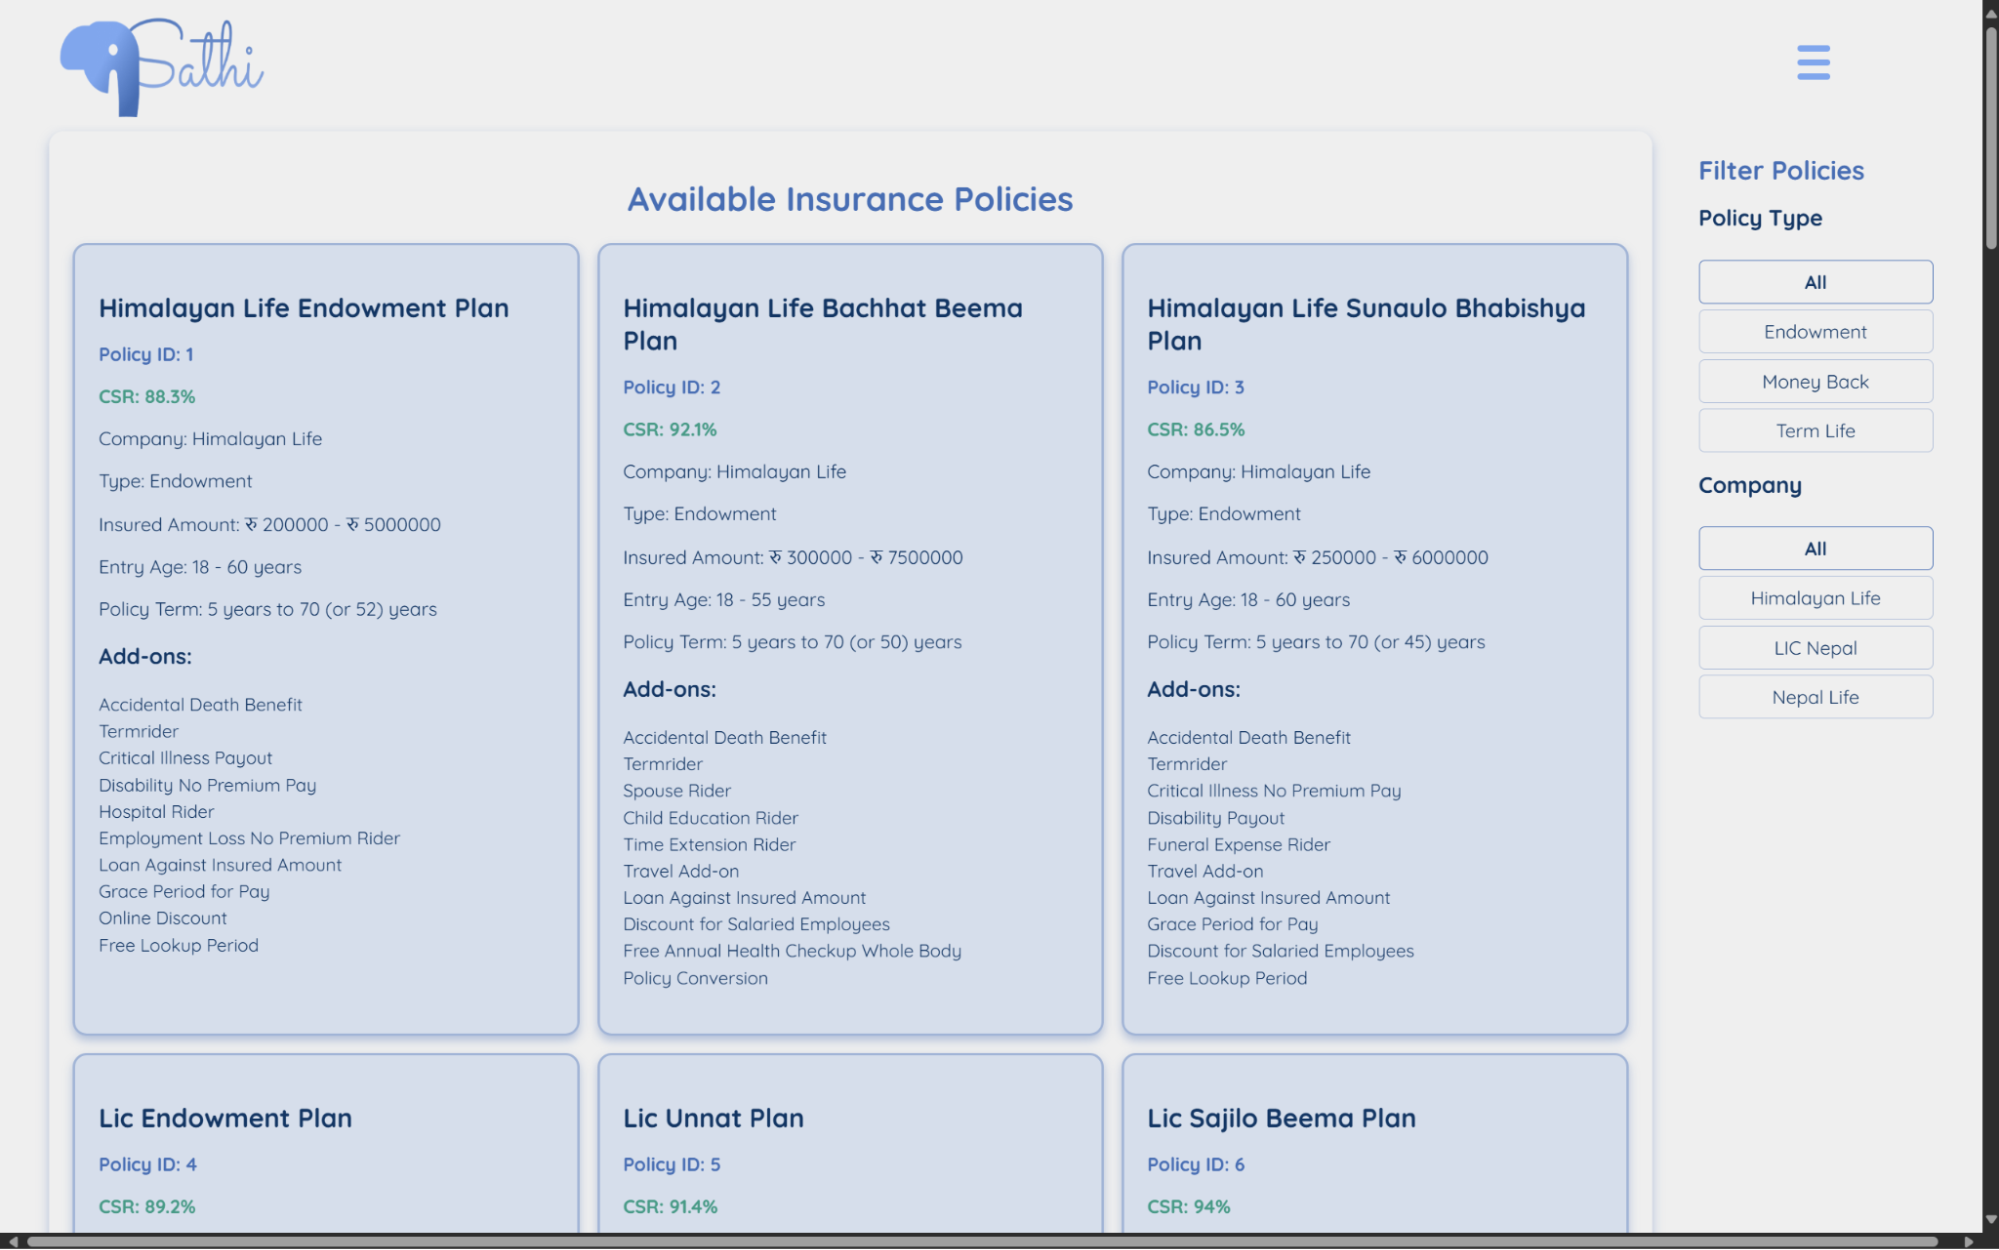 Sathi
Available Insurance Policies
Himalayan Life Endowment Plan
Policy ID: 1
CSR: 88.3%
Company: Himalayan Life
Type: Endowment
Insured Amount: रु 200000 - रु 5000000
Entry Age: 18 - 60 years
Policy Term: 5 years to 70 (or 52) years
Add-ons:
Accidental Death Benefit
Termrider
Critical Illness Payout
Disability No Premium Pay
Hospital Rider
Employment Loss No Premium Rider
Loan Against Insured Amount
Grace Period for Pay
Online Discount
Free Lookup Period
Himalayan Life Bachhat Beema
Plan
Policy ID: 2
CSR: 92.1%
Company: Himalayan Life
Type: Endowment
Insured Amount: रु 300000 - रु 7500000
Entry Age: 18 - 55 years
Policy Term: 5 years to 70 (or 50) years
Add-ons:
Accidental Death Benefit
Termrider
Spouse Rider
Child Education Rider
Time Extension Rider
Travel Add-on
Loan Against Insured Amount
Discount for Salaried Employees
Free Annual Health Checkup Whole Body
Policy Conversion
Himalayan Life Sunaulo Bhabishya
Plan
Policy ID: 3
CSR: 86.5%
Company: Himalayan Life
Type: Endowment
Insured Amount: रु 250000 - रु 6000000
Entry Age: 18 - 60 years
Policy Term: 5 years to 70 (or 45) years
Add-ons:
Accidental Death Benefit
Termrider
Critical Illness No Premium Pay
Disability Payout
Funeral Expense Rider
Travel Add-on
Loan Against Insured Amount
Grace Period for Pay
Discount for Salaried Employees
Free Lookup Period
Lic Endowment Plan
Policy ID: 4
CSR: 89.2%
Lic Unnat Plan
Policy ID: 5
CSR: 91.4%
Lic Sajilo Beema Plan
Policy ID: 6
CSR: 94%
Filter Policies
Policy Type
All
Endowment
Money Back
Term Life
Company
All
Himalayan Life
LIC Nepal
Nepal Life